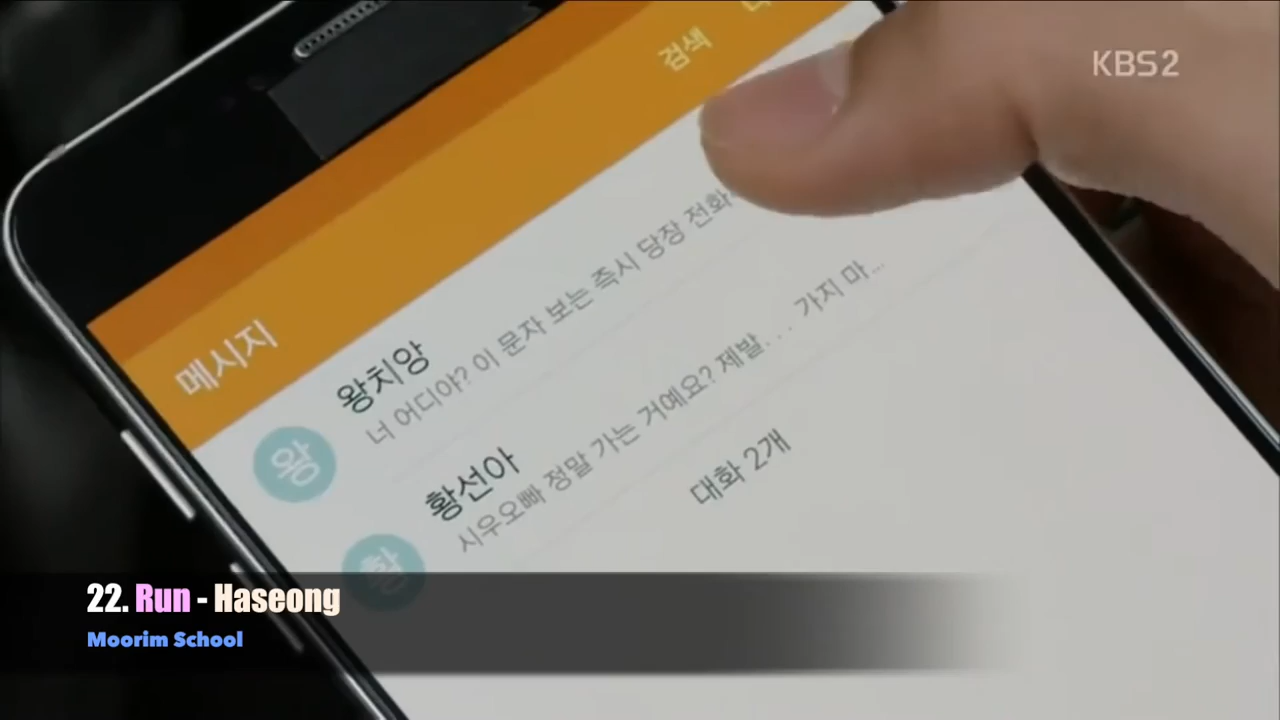 검색
KBS2
메시지
왕치앙
너 어디야? 이 문자 보는 즉시 당장 전화
왕
황선아
시우오빠 정말 가는 거예요? 제발... 가지 마...
황
대화 2개
22. Run - Haseong
Moorim School